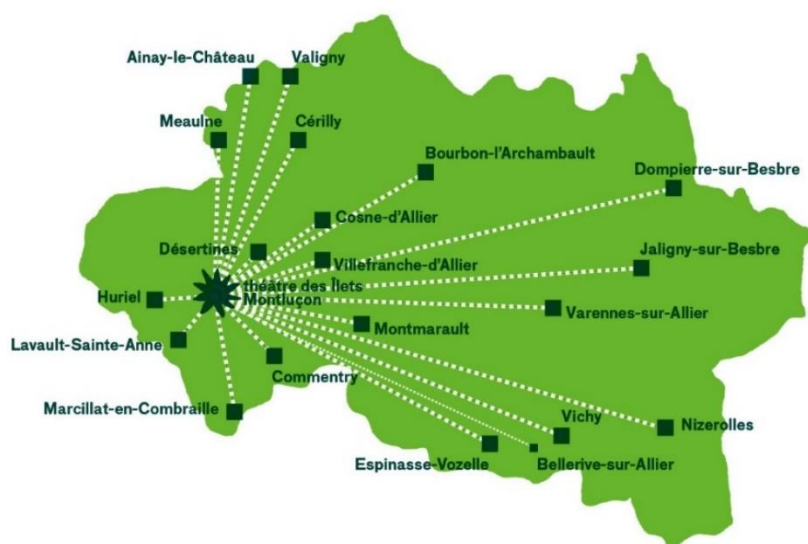 Ainay-le-Château
Valigny
Meaulne
Cérilly
Bourbon-l'Archambault
Dompierre-sur-Besbre
Cosne-d'Allier
Désertines
Villefranche-d'Allier
Jaligny-sur-Besbre
théâtre des Îlets
Montluçon
Huriel
Varennes-sur-Allier
Montmarault
Lavault-Sainte-Anne
Commentry
Marcillat-en-Combraille
Vichy
Nizerolles
Espinasse-Vozelle
Bellerive-sur-Allier